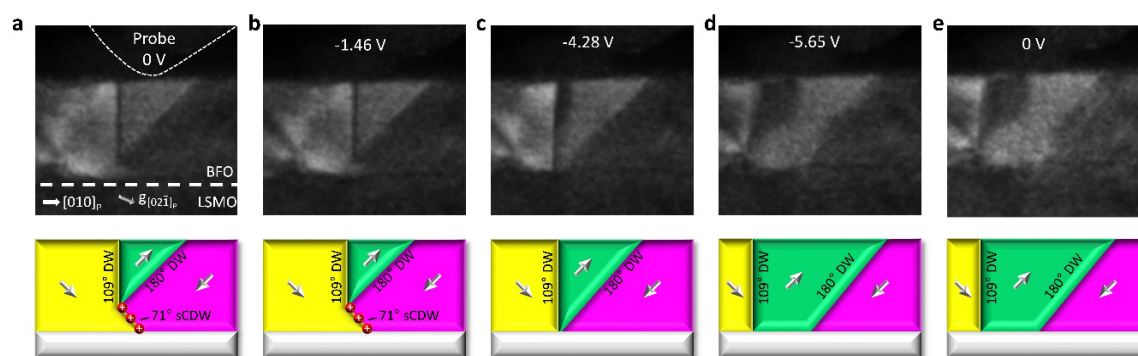 a
Probe
0 V
BFO
→[010]ₚ
g[021̄]ₚ
LSMO
b
-1.46 V
c
-4.28 V
d
-5.65 V
e
0 V
109° DW
180° DW
71° sCDW
109° DW
180° DW
71° sCDW
109° DW
180° DW
109° DW
180° DW
109° DW
180° DW